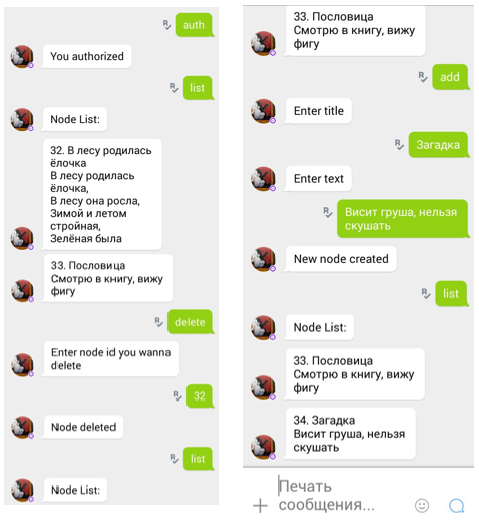 auth
You authorized
list
Node List:
32. В лесу родилась
ёлочка
В лесу родилась
ёлочка,
В лесу она росла,
Зимой и летом
стройная,
Зелёная была
33. Пословица
Смотрю в книгу, вижу
фигу
delete
Enter node id you wanna
delete
32
Node deleted
list
Node List:
33. Пословица
Смотрю в книгу, вижу
фигу
add
Enter title
Загадка
Enter text
Висит груша, нельзя
скушать
New node created
list
Node List:
33. Пословица
Смотрю в книгу, вижу
фигу
34. Загадка
Висит груша, нельзя
скушать
Печать
сообщения...